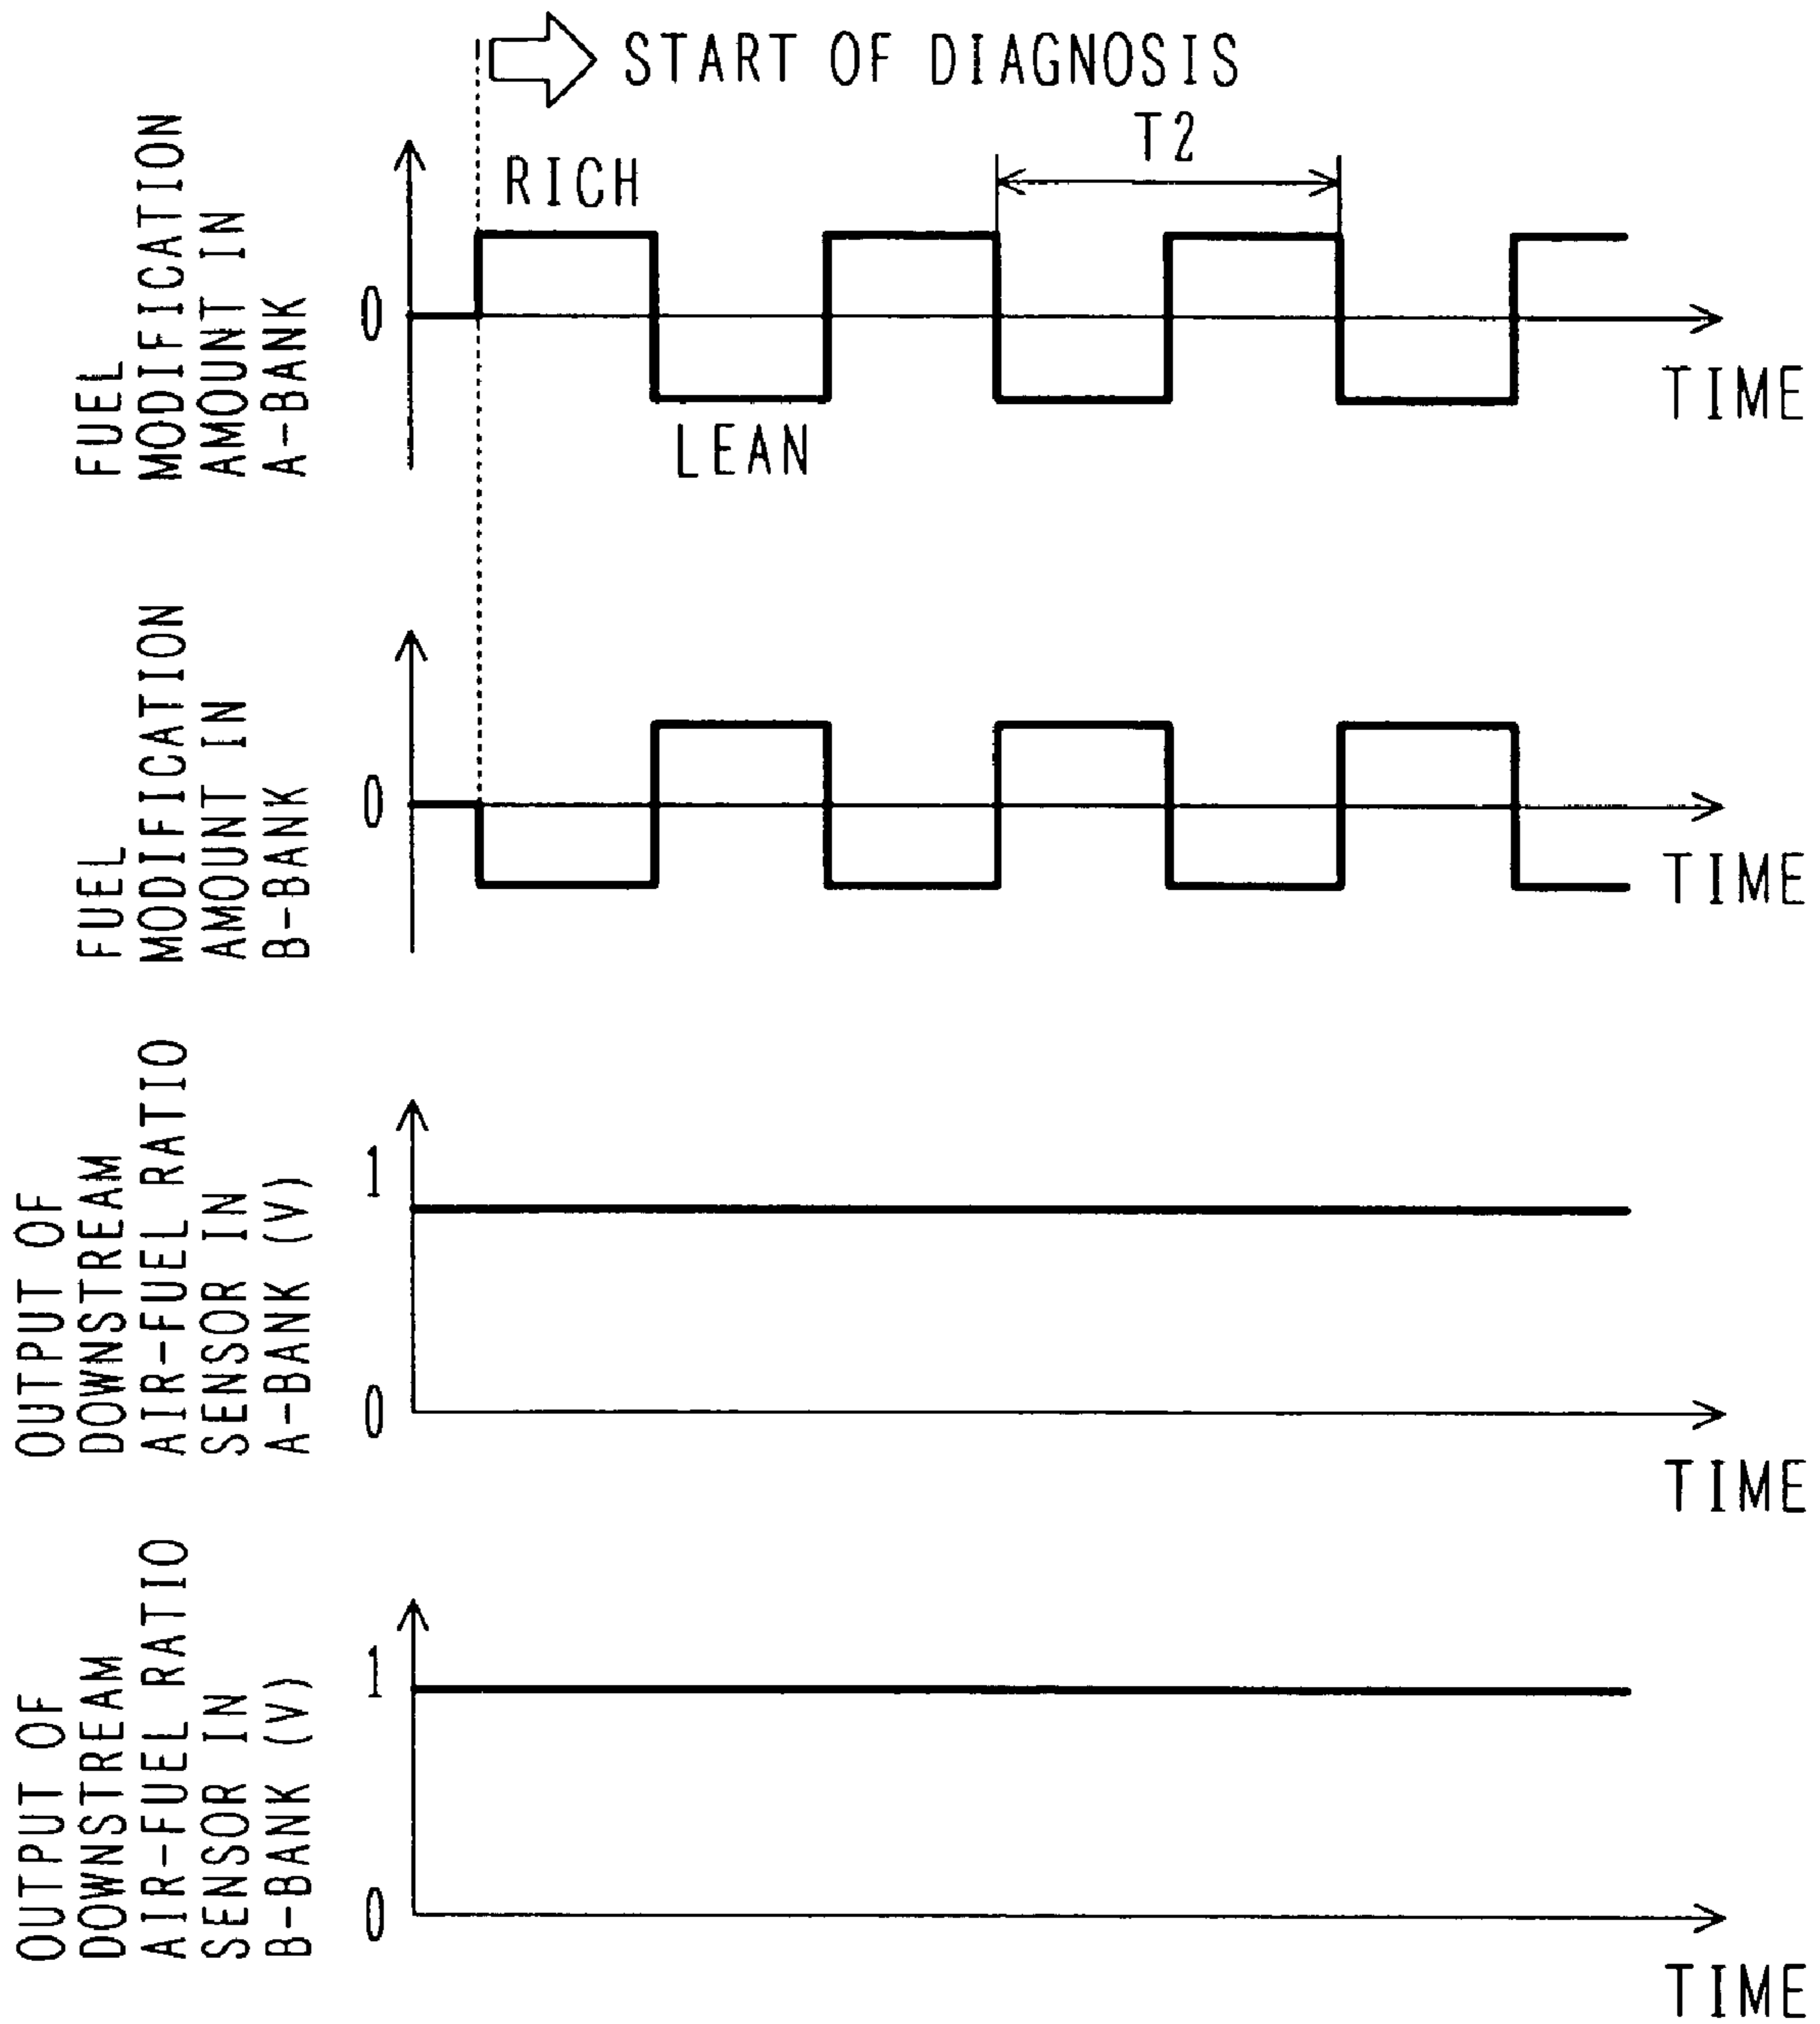 START OF DIAGNOSIS
T2
RICH
FUEL
MODIFICATION
AMOUNT IN
A-BANK
0
TIME
LEAN
FUEL
MODIFICATION
AMOUNT IN
B-BANK
0
TIME
OUTPUT OF
DOWNSTREAM
AIR-FUEL RATIO
SENSOR IN
A-BANK (V)
1
0
TIME
OUTPUT OF
DOWNSTREAM
AIR-FUEL RATIO
SENSOR IN
B-BANK (V)
1
0
TIME